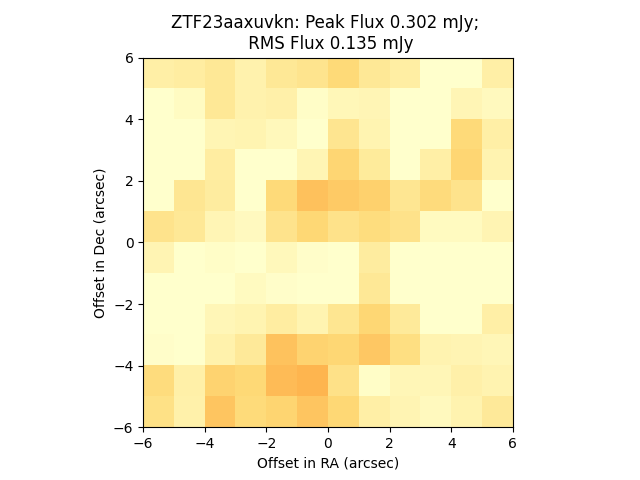 ZTF23aaxuvkn: Peak Flux 0.302 mJy;
RMS Flux 0.135 mJy
6
4
2
0
−2
−4
−6
Offset in Dec (arcsec)
−6 −4 −2 0 2 4 6
Offset in RA (arcsec)